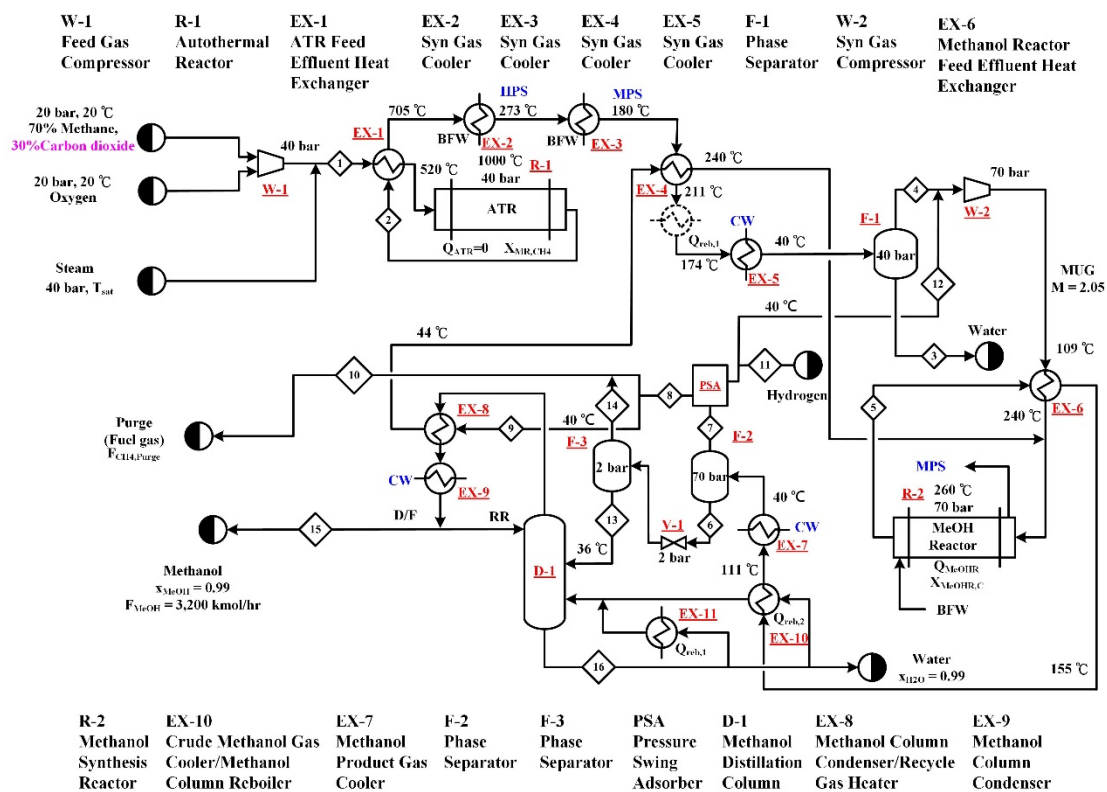 W-1
Feed Gas
Compressor
R-1
Autothermal
Reactor
EX-1
ATR Feed
Effluent Heat
Exchanger
EX-2
Syn Gas
Cooler
EX-3
Syn Gas
Cooler
EX-4
Syn Gas
Cooler
EX-5
Syn Gas
Cooler
F-1
Phase
Separator
W-2
Syn Gas
Compressor
EX-6
Methanol Reactor
Feed Effluent Heat
Exchanger
20 bar, 20 ℃
70% Methane,
30%Carbon dioxide
20 bar, 20℃
Oxygen
Steam
40 bar, Tsat
40 bar
W-1
1
EX-1
705 ℃
HPS
BFW
EX-2
273 ℃
MPS
BFW
EX-3
180 ℃
520 ℃
1000 ℃
40 bar
R-1
ATR
2
QATR=0
XMR,CH4
EX-4
240 ℃
211 ℃
Qreb,1
174 ℃
CW
EX-5
40 ℃
F-1
40 bar
4
W-2
70 bar
12
3
Water
MUG
M = 2.05
109℃
EX-6
240 ℃
5
MPS
R-2
260 ℃
70 bar
MeOH
Reactor
QMeOHR
XMeOHR,C
BFW
155℃
44 ℃
40 ℃
PSA
11
Hydrogen
8
7
10
14
Purge
(Fuel gas)
FCH4,Purge
EX-8
9
40 ℃
F-3
2 bar
F-2
70 bar
40 ℃
CW
EX-9
CW
EX-7
13
6
V-1
2 bar
15
D/F
RR
36 ℃
D-1
111 ℃
Methanol
xMeOH = 0.99
FMeOH = 3,200 kmol/hr
EX-11
Qreb,1
Qreb,2
EX-10
16
Water
xH2O = 0.99
R-2
Methanol
Synthesis
Reactor
EX-10
Crude Methanol Gas
Cooler/Methanol
Column Reboiler
EX-7
Methanol
Product Gas
Cooler
F-2
Phase
Separator
F-3
Phase
Separator
PSA
Pressure
Swing
Adsorber
D-1
Methanol
Distillation
Column
EX-8
Methanol Column
Condenser/Recycle
Gas Heater
EX-9
Methanol
Column
Condenser